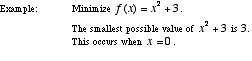 Example: Minimize f(x) = x² + 3.
The smallest possible value of x² + 3 is 3.
This occurs when x = 0 .